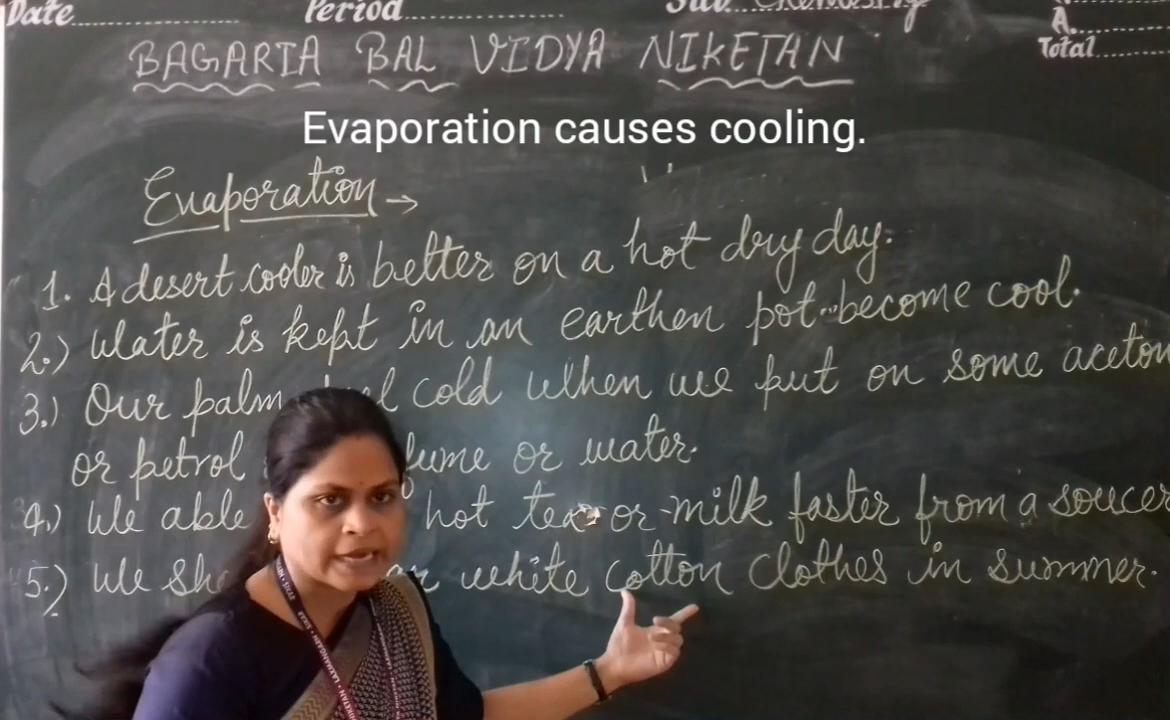 Date Period Sub. Chemistry A.
Total
BAGARIA BAL VIDYA NIKETAN
Evaporation causes cooling.
Evaporation →
1. A desert cooler is better on a hot dry day.
2.) Water is kept in an earthen pot become cool.
3.) Our palm cold when we put on some aceton
or petrol fume or water.
4.) We able hot tea or milk faster from a soucer
5.) We white cotton clothes in summer.